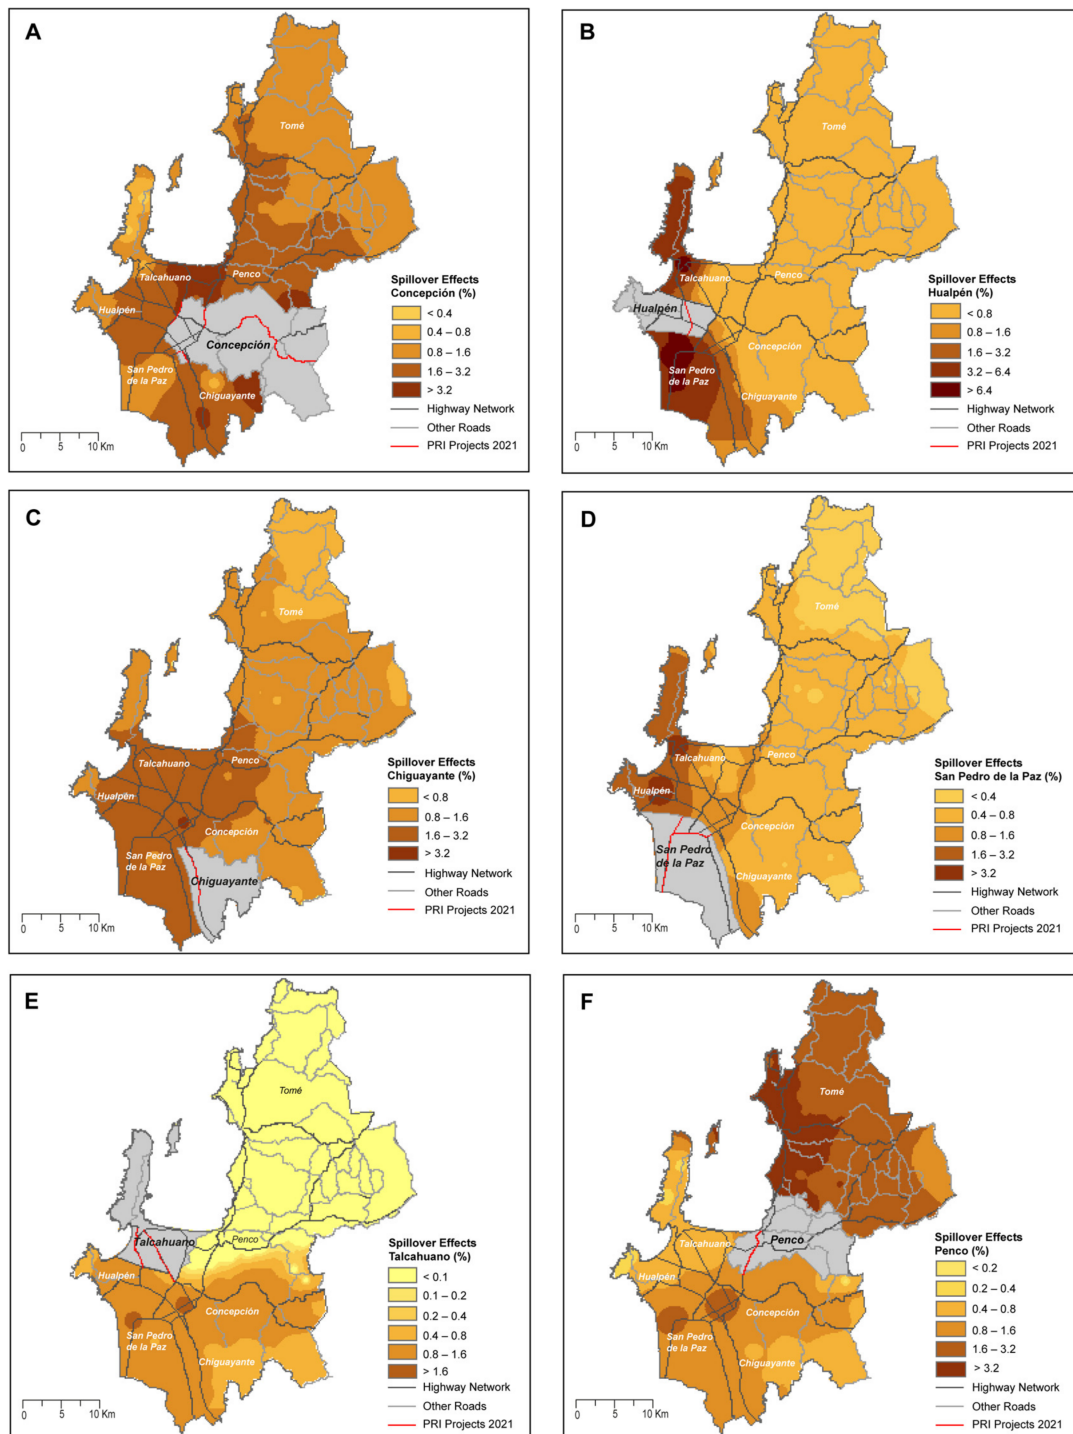 A
Tomé
Talcahuano
Penco
Hualpén
Concepción
San Pedro
de la Paz
Chiguayante
Spillover Effects
Concepción (%)
< 0.4
0.4 – 0.8
0.8 – 1.6
1.6 – 3.2
> 3.2
Highway Network
Other Roads
PRI Projects 2021
0 5 10 Km
B
Tomé
Talcahuano
Penco
Hualpén
Concepción
San Pedro
de la Paz
Chiguayante
Spillover Effects
Hualpén (%)
< 0.8
0.8 – 1.6
1.6 – 3.2
3.2 – 6.4
> 6.4
Highway Network
Other Roads
PRI Projects 2021
0 5 10 Km
C
Tomé
Talcahuano
Penco
Hualpén
Concepción
San Pedro
de la Paz
Chiguayante
Spillover Effects
Chiguayante (%)
< 0.8
0.8 – 1.6
1.6 – 3.2
> 3.2
Highway Network
Other Roads
PRI Projects 2021
0 5 10 Km
D
Tomé
Talcahuano
Penco
Hualpén
Concepción
San Pedro
de la Paz
Chiguayante
Spillover Effects
San Pedro de la Paz (%)
< 0.4
0.4 – 0.8
0.8 – 1.6
1.6 – 3.2
> 3.2
Highway Network
Other Roads
PRI Projects 2021
0 5 10 Km
E
Tomé
Talcahuano
Penco
Hualpén
Concepción
San Pedro
de la Paz
Chiguayante
Spillover Effects
Talcahuano (%)
< 0.1
0.1 – 0.2
0.2 – 0.4
0.4 – 0.8
0.8 – 1.6
> 1.6
Highway Network
Other Roads
PRI Projects 2021
0 5 10 Km
F
Tomé
Talcahuano
Penco
Hualpén
Concepción
San Pedro
de la Paz
Chiguayante
Spillover Effects
Penco (%)
< 0.2
0.2 – 0.4
0.4 – 0.8
0.8 – 1.6
1.6 – 3.2
> 3.2
Highway Network
Other Roads
PRI Projects 2021
0 5 10 Km